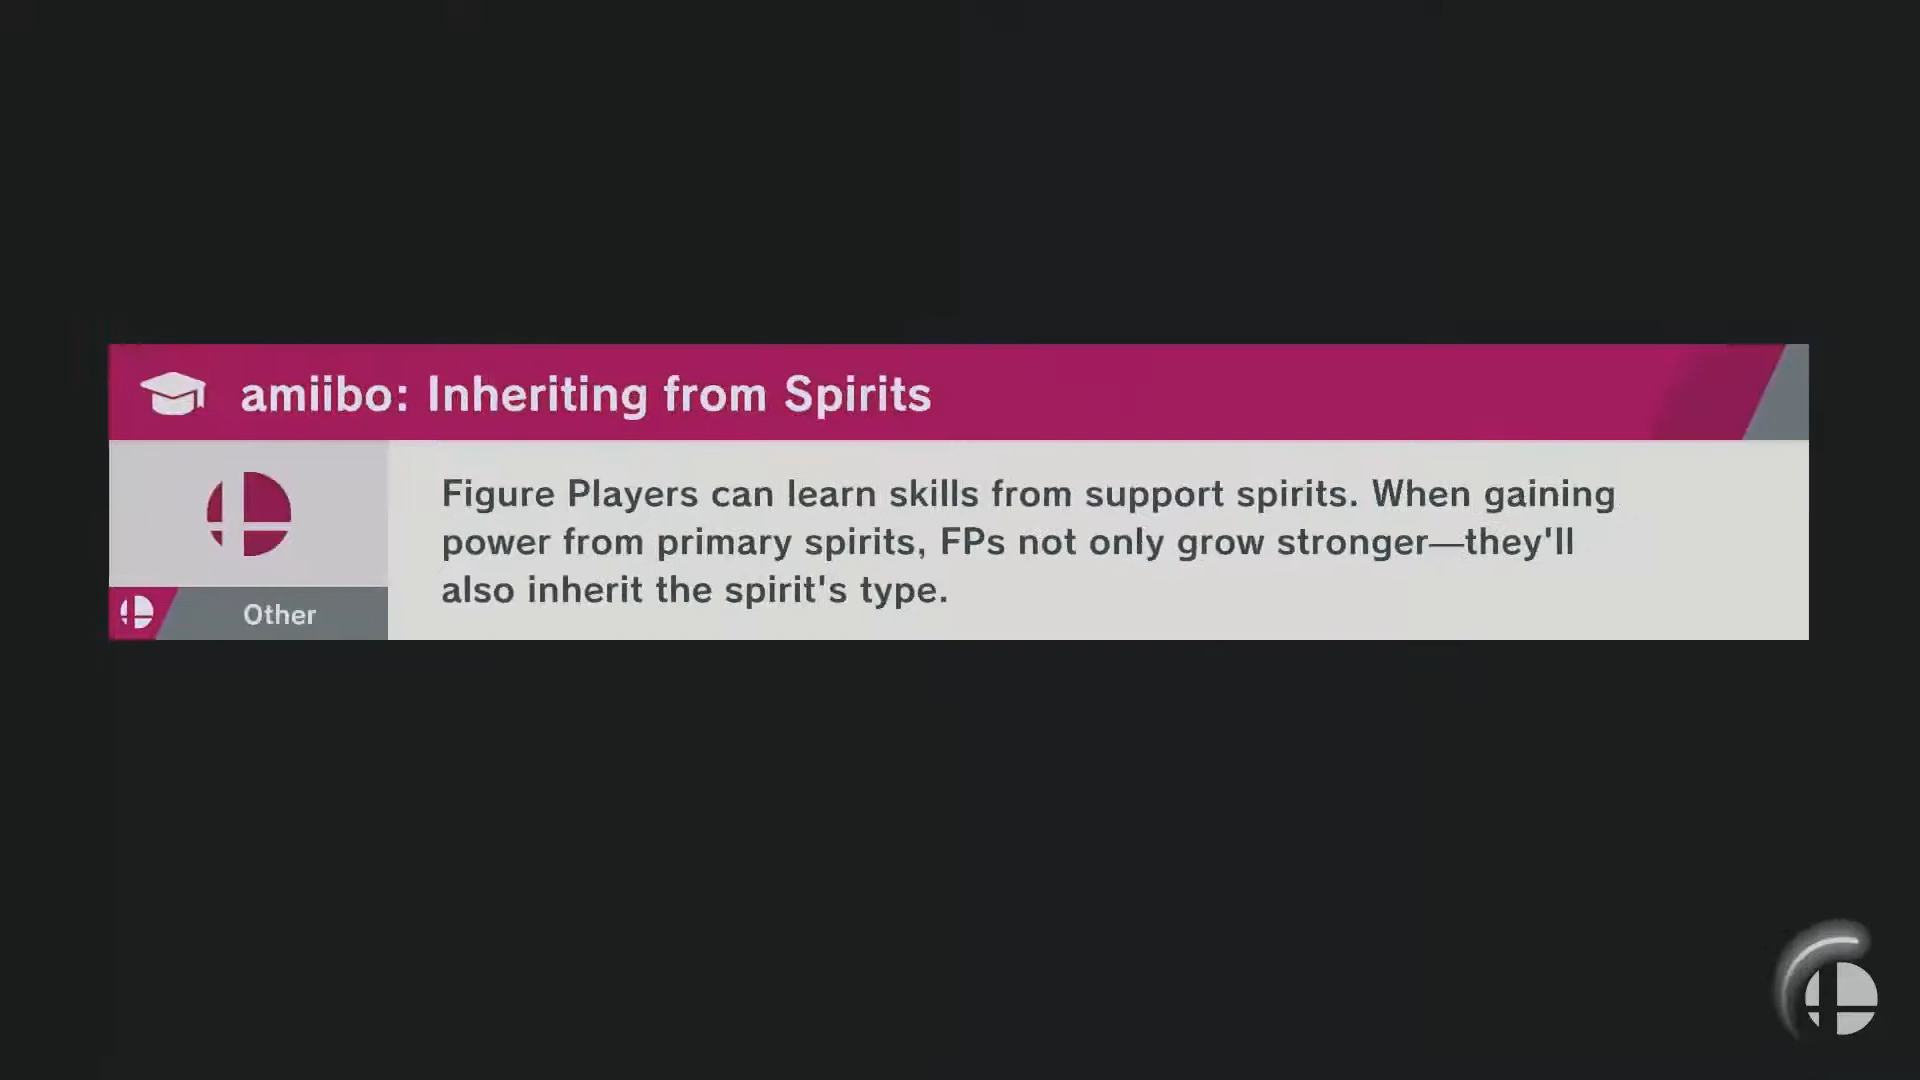 amiibo: Inheriting from Spirits
Figure Players can learn skills from support spirits. When gaining
power from primary spirits, FPs not only grow stronger—they'll
also inherit the spirit's type.
Other